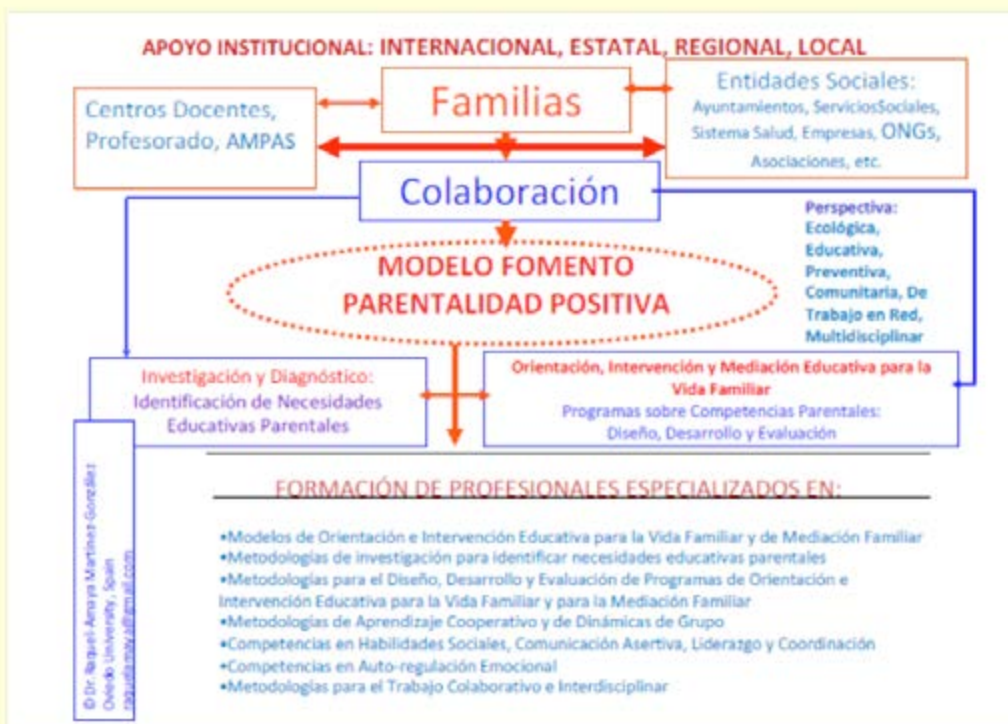 APOYO INSTITUCIONAL: INTERNACIONAL, ESTATAL, REGIONAL, LOCAL
Centros Docentes,
Profesorado, AMPAS
Familias
Entidades Sociales:
Ayuntamientos, ServiciosSociales,
Sistema Salud, Empresas, ONGs,
Asociaciones, etc.
Colaboración
Perspectiva:
Ecológica,
Educativa,
Preventiva,
Comunitaria, De
Trabajo en Red,
Multidisciplinar
MODELO FOMENTO
PARENTALIDAD POSITIVA
Investigación y Diagnóstico:
Identificación de Necesidades
Educativas Parentales
Orientación, Intervención y Mediación Educativa para la
Vida Familiar
Programas sobre Competencias Parentales:
Diseño, Desarrollo y Evaluación
© Dr. Raquel-Amaya Martínez-González
Oviedo University, Spain
raquelamaya@gmail.com
FORMACIÓN DE PROFESIONALES ESPECIALIZADOS EN:
•Modelos de Orientación e Intervención Educativa para la Vida Familiar y de Mediación Familiar
•Metodologías de investigación para identificar necesidades educativas parentales
•Metodologías para el Diseño, Desarrollo y Evaluación de Programas de Orientación e
Intervención Educativa para la Vida Familiar y para la Mediación Familiar
•Metodologías de Aprendizaje Cooperativo y de Dinámicas de Grupo
•Competencias en Habilidades Sociales, Comunicación Asertiva, Liderazgo y Coordinación
•Competencias en Auto-regulación Emocional
•Metodologías para el Trabajo Colaborativo e Interdisciplinar